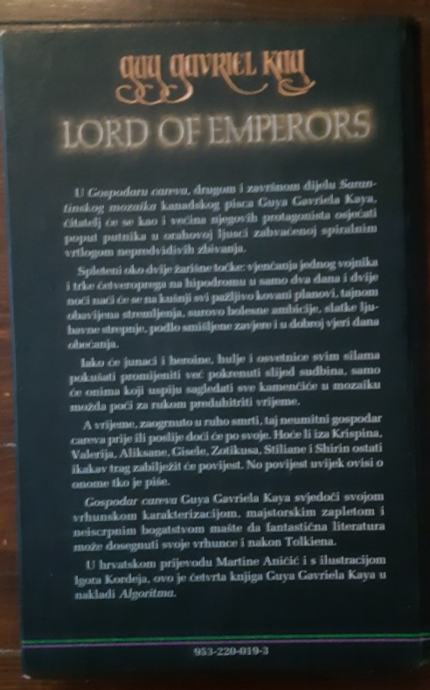 GUY GAVRIEL KAY
LORD OF EMPERORS
U Gospodaru careva, drugom i završnom dijelu Saran-
tinskog mozaika kanadskog pisca Guya Gavriela Kaya,
čitatelj će se kao i većina njegovih protagonista osjećati
poput putnika u orahovoj ljusci zahvaćenoj spiralnim
vrtlogom nepredvidivih zbivanja.
Spleteni oko dvije žarišne točke: vjenčanja jednog vojnika
i trke četveroprega na hipodromu u samo dva dana i dvije
noći naći će se na kušnji svi pažljivo kovani planovi, tajnom
obavijena stremljenja, surovo bolesne ambicije, slatke lju-
bavne strepnje, podlo smišljene zavjere i u dobroj vjeri dana
obećanja.
Iako će junaci i heroine, hulje i osvetnice svim silama
pokušati promijeniti već pokrenuti slijed sudbina, samo
će onima koji uspiju sagledati sve kamenčiće u mozaiku
možda poći za rukom preduhitriti vrijeme.
A vrijeme, zaogrnuto u ruho smrti, taj neumitni gospodar
careva prije ili poslije doći će po svoje. Hoće li iza Krispina,
Valerija, Aliksane, Gisele, Zotikusa, Stiliane i Shirin ostati
ikakav trag zabilježit će povijest. No povijest uvijek ovisi o
onome tko je piše.
Gospodar careva Guya Gavriela Kaya svjedoči svojom
vrhunskom karakterizacijom, majstorskim zapletom i
neiscrpnim bogatstvom mašte da fantastična literatura
može dosegnuti svoje vrhunce i nakon Tolkiena.
U hrvatskom prijevodu Martine Aničić i s ilustracijom
Igora Kordeja, ovo je četvrta knjiga Guya Gavriela Kaya u
nakladi Algoritma.
953-220-019-3